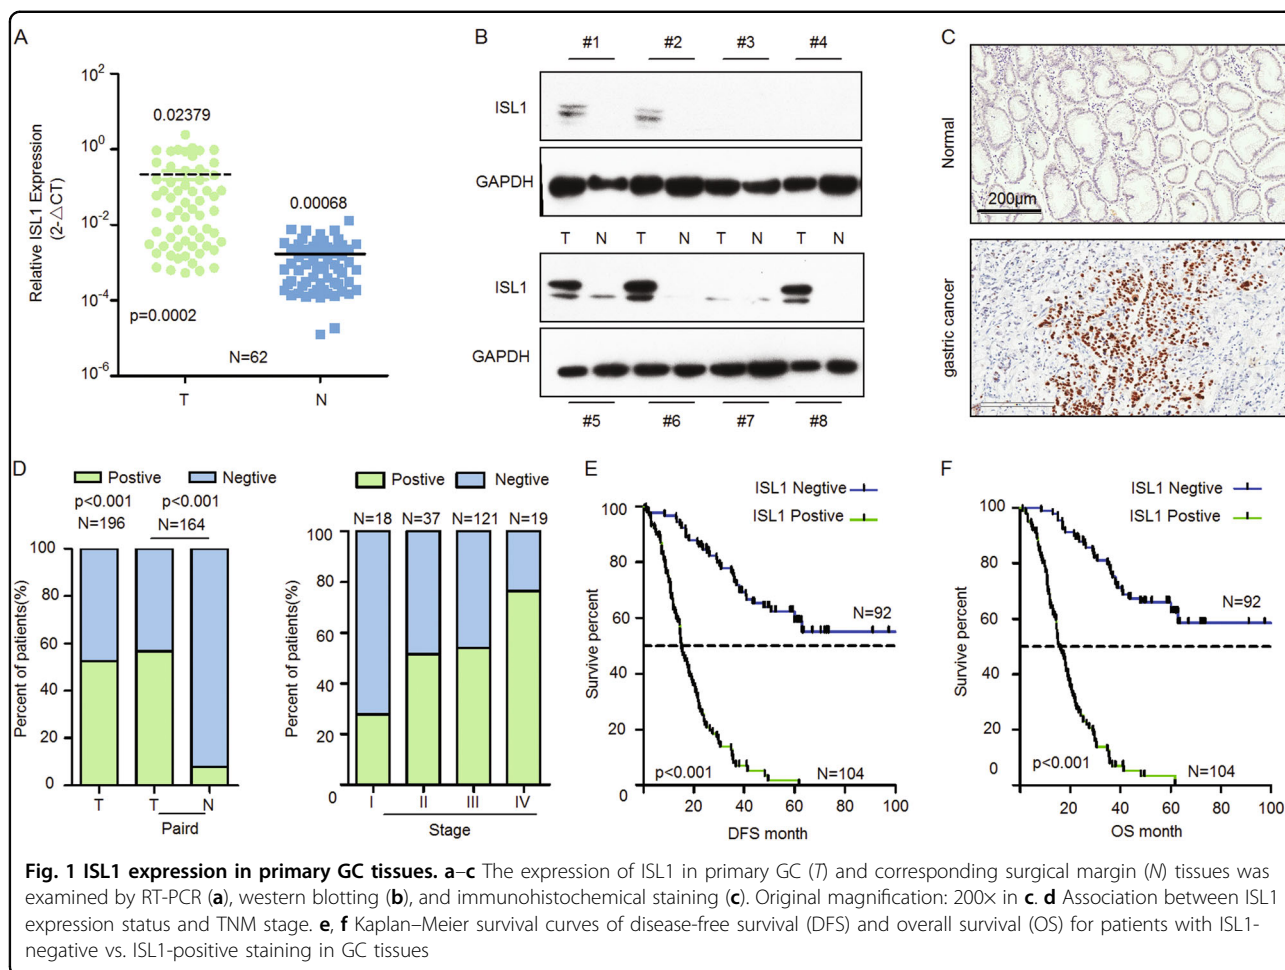 A
Relative ISL1 Expression
(2-△CT)
10²
10⁰
10⁻²
10⁻⁴
10⁻⁶
0.02379
0.00068
p=0.0002
N=62
T
N
B
#1
#2
#3
#4
ISL1
GAPDH
T N T N T N T N
ISL1
GAPDH
#5
#6
#7
#8
C
Normal
200μm
gastric cancer
D
Postive
Negtive
p<0.001
p<0.001
N=196
N=164
Percent of patients(%)
100
80
60
40
20
0
T
T
N
Paird
Postive
Negtive
N=18
N=37
N=121
N=19
Percent of patients(%)
100
80
60
40
20
0
I
II
III
IV
Stage
E
ISL1 Negtive
ISL1 Postive
Survive percent
100
80
60
40
20
0
N=92
p<0.001
N=104
20 40 60 80 100
DFS month
F
ISL1 Negtive
ISL1 Postive
Survive percent
100
80
60
40
20
0
N=92
p<0.001
N=104
20 40 60 80 100
OS month
Fig. 1 ISL1 expression in primary GC tissues. a–c The expression of ISL1 in primary GC (T) and corresponding surgical margin (N) tissues was
examined by RT-PCR (a), western blotting (b), and immunohistochemical staining (c). Original magnification: 200× in c. d Association between ISL1
expression status and TNM stage. e, f Kaplan–Meier survival curves of disease-free survival (DFS) and overall survival (OS) for patients with ISL1-
negative vs. ISL1-positive staining in GC tissues